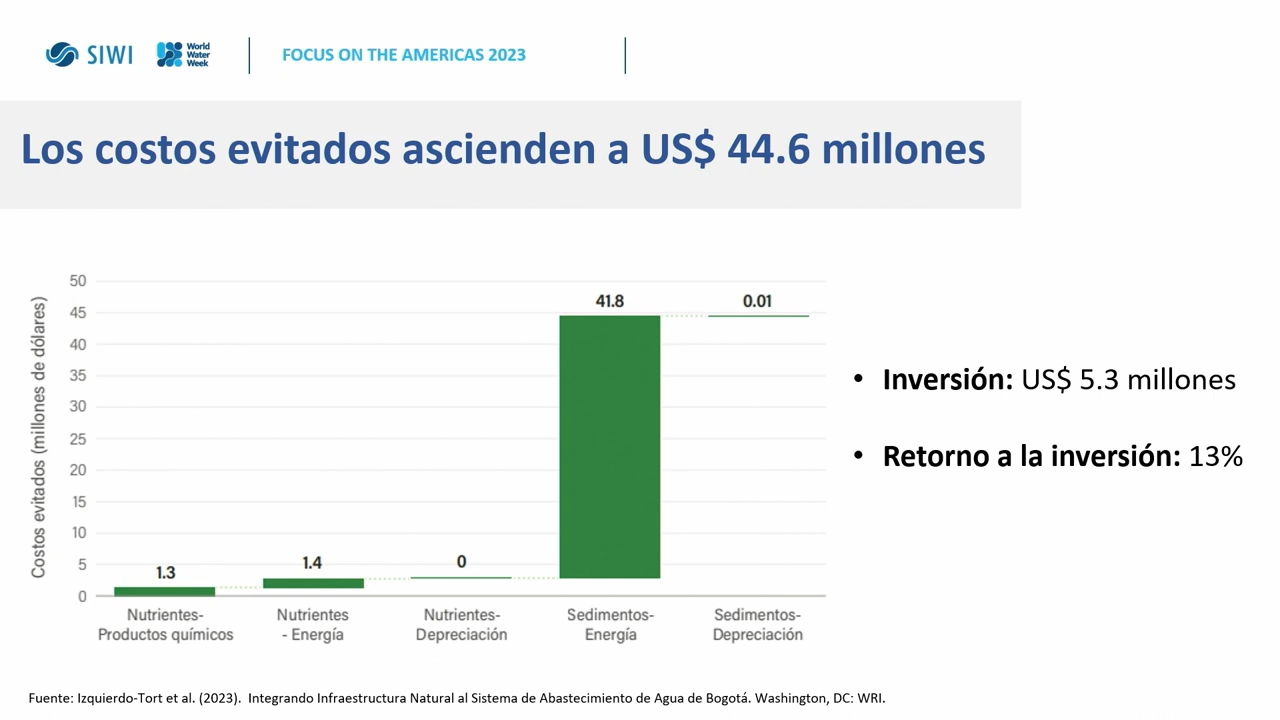 SIWI
World
Water
Week
FOCUS ON THE AMERICAS 2023
Los costos evitados ascienden a US$ 44.6 millones
Costos evitados (millones de dólares)
50
45
40
35
30
25
20
15
10
5
0
1.3
1.4
0
41.8
0.01
Nutrientes-
Productos químicos
Nutrientes
- Energía
Nutrientes-
Depreciación
Sedimentos-
Energía
Sedimentos-
Depreciación
• Inversión: US$ 5.3 millones
• Retorno a la inversión: 13%
Fuente: Izquierdo-Tort et al. (2023). Integrando Infraestructura Natural al Sistema de Abastecimiento de Agua de Bogotá. Washington, DC: WRI.